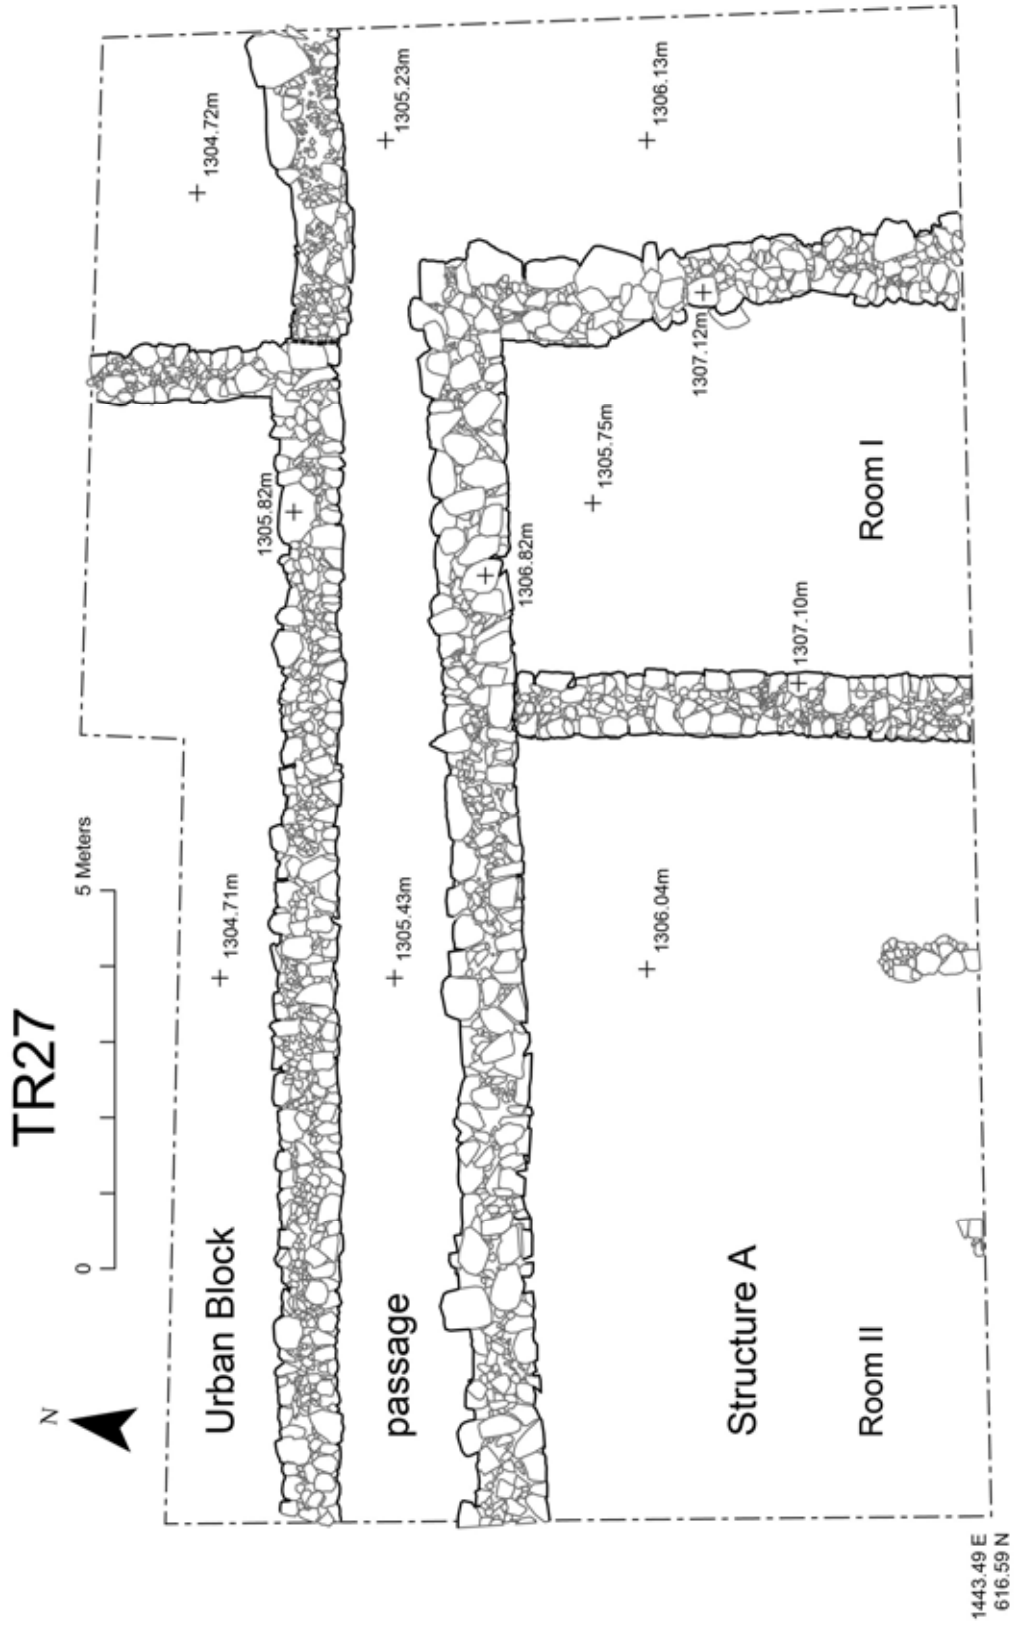 TR27
N
0
5 Meters
Urban Block
1304.71m
1305.82m
1304.72m
passage
1305.43m
1306.82m
1305.23m
Structure A
1306.04m
1305.75m
1307.12m
1306.13m
1307.10m
Room II
Room I
1443.49 E
616.59 N